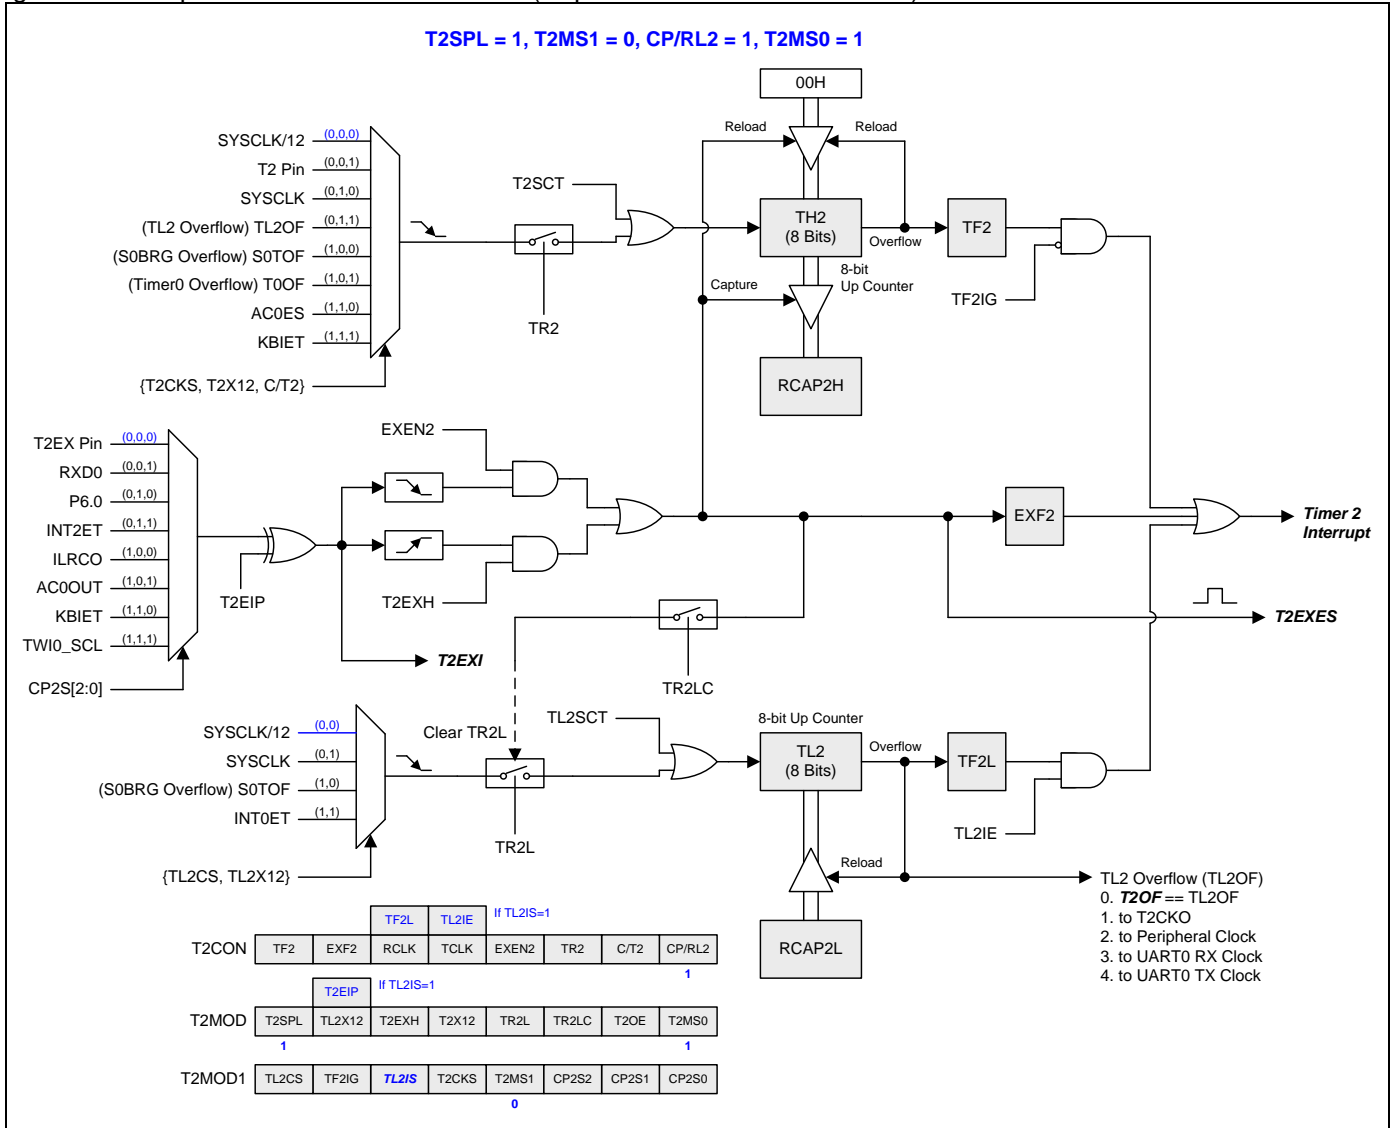 T2SPL = 1, T2MS1 = 0, CP/RL2 = 1, T2MS0 = 1
00H
Reload
Reload
SYSCLK/12 (0,0,0)
T2 Pin (0,0,1)
SYSCLK (0,1,0)
(TL2 Overflow) TL2OF (0,1,1)
(S0BRG Overflow) S0TOF (1,0,0)
(Timer0 Overflow) T0OF (1,0,1)
AC0ES (1,1,0)
KBIET (1,1,1)
{T2CKS, T2X12, C/T2}
TR2
T2SCT
TH2
(8 Bits)
Overflow
TF2
8-bit
Up Counter
TF2IG
Capture
RCAP2H
T2EX Pin (0,0,0)
RXD0 (0,0,1)
P6.0 (0,1,0)
INT2ET (0,1,1)
ILRCO (1,0,0)
AC0OUT (1,0,1)
KBIET (1,1,0)
TWI0_SCL (1,1,1)
CP2S[2:0]
T2EIP
EXEN2
T2EXH
EXF2
Timer 2
Interrupt
T2EXES
T2EXI
TR2LC
SYSCLK/12 (0,0)
SYSCLK (0,1)
(S0BRG Overflow) S0TOF (1,0)
INT0ET (1,1)
{TL2CS, TL2X12}
Clear TR2L
TR2L
TL2SCT
8-bit Up Counter
TL2
(8 Bits)
Overflow
TF2L
TL2IE
Reload
RCAP2L
TL2 Overflow (TL2OF)
0. T2OF == TL2OF
1. to T2CKO
2. to Peripheral Clock
3. to UART0 RX Clock
4. to UART0 TX Clock
TF2L TL2IE If TL2IS=1
T2CON TF2 EXF2 RCLK TCLK EXEN2 TR2 C/T2 CP/RL2
1
T2EIP If TL2IS=1
T2MOD T2SPL TL2X12 T2EXH T2X12 TR2L TR2LC T2OE T2MS0
1 1
T2MOD1 TL2CS TF2IG TL2IS T2CKS T2MS1 CP2S2 CP2S1 CP2S0
0